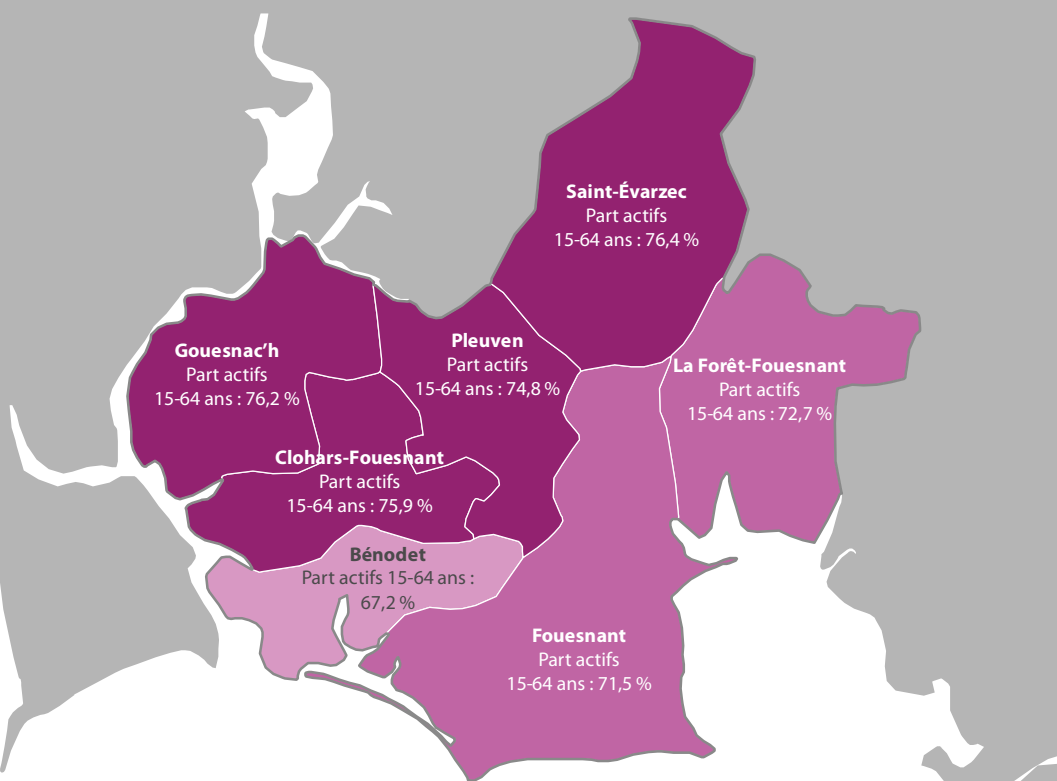 Saint-Évarzec
Part actifs
15-64 ans : 76,4 %
Gouesnac’h
Part actifs
15-64 ans : 76,2 %
Pleuven
Part actifs
15-64 ans : 74,8 %
La Forêt-Fouesnant
Part actifs
15-64 ans : 72,7 %
Clohars-Fouesnant
Part actifs
15-64 ans : 75,9 %
Bénodet
Part actifs 15-64 ans :
67,2 %
Fouesnant
Part actifs
15-64 ans : 71,5 %